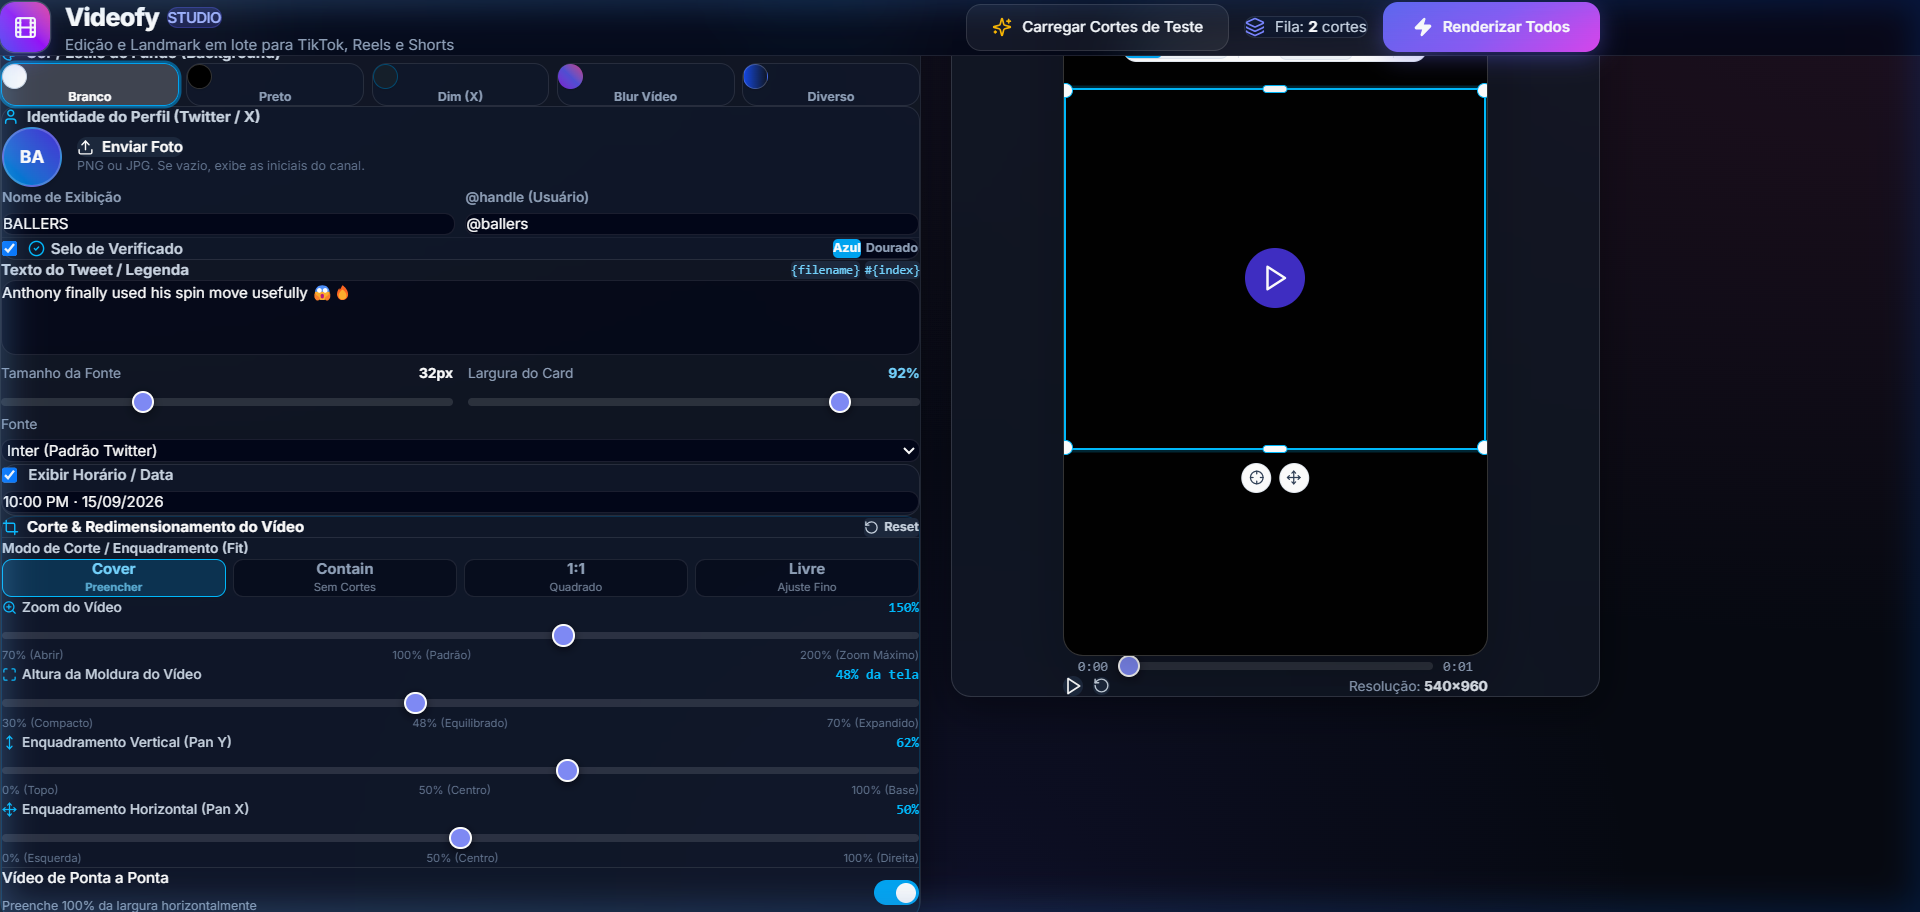 Videofy STUDIO
Edição e Landmark em lote para TikTok, Reels e Shorts
Carregar Cortes de Teste
Fila: 2 cortes
Renderizar Todos
Branco
Preto
Dim (X)
Blur Vídeo
Diverso
Identidade do Perfil (Twitter / X)
BA
Enviar Foto
PNG ou JPG. Se vazio, exibe as iniciais do canal.
Nome de Exibição
@handle (Usuário)
BALLERS
@ballers
Selo de Verificado
Azul Dourado
Texto do Tweet / Legenda
{filename} #{index}
Anthony finally used his spin move usefully 😱🔥
Tamanho da Fonte
32px
Largura do Card
92%
Fonte
Inter (Padrão Twitter)
Exibir Horário / Data
10:00 PM · 15/09/2026
Corte & Redimensionamento do Vídeo
Reset
Modo de Corte / Enquadramento (Fit)
Cover
Preencher
Contain
Sem Cortes
1:1
Quadrado
Livre
Ajuste Fino
Zoom do Vídeo
150%
70% (Abrir)
100% (Padrão)
200% (Zoom Máximo)
Altura da Moldura do Vídeo
48% da tela
30% (Compacto)
48% (Equilibrado)
70% (Expandido)
Enquadramento Vertical (Pan Y)
62%
0% (Topo)
50% (Centro)
100% (Base)
Enquadramento Horizontal (Pan X)
50%
0% (Esquerda)
50% (Centro)
100% (Direita)
Vídeo de Ponta a Ponta
Preenche 100% da largura horizontalmente
0:00
0:01
Resolução: 540×960